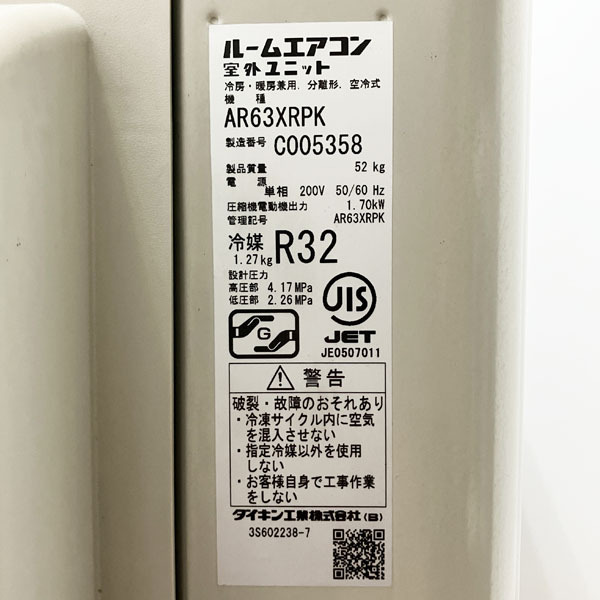 ルームエアコン
室外ユニット
冷房・暖房兼用, 分離形, 空冷式
機種
AR63XRPK
製造番号 C005358
製品質量 52 kg
電源
単相 200V 50/60 Hz
圧縮機電動機出力 1.70kW
管理記号 AR63XRPK
冷媒 R32
1.27kg
設計圧力
高圧部 4.17MPa
低圧部 2.26MPa
JIS
G
JET
JE0507011
警告
破裂・故障のおそれあり
・冷凍サイクル内に空気
を混入させない
・指定冷媒以外を使用
しない
・お客様自身で工事作業
をしない
ダイキン工業株式会社(日)
3S602238-7